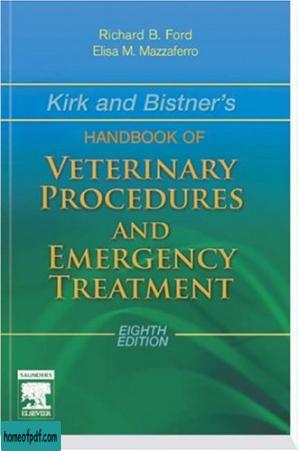 Richard B. Ford
Elisa M. Mazzaferro
Kirk and Bistner's
HANDBOOK OF
VETERINARY
PROCEDURES
AND
EMERGENCY
TREATMENT
EIGHTH
EDITION
SAUNDERS
ELSEVIER
homeofpdf.com